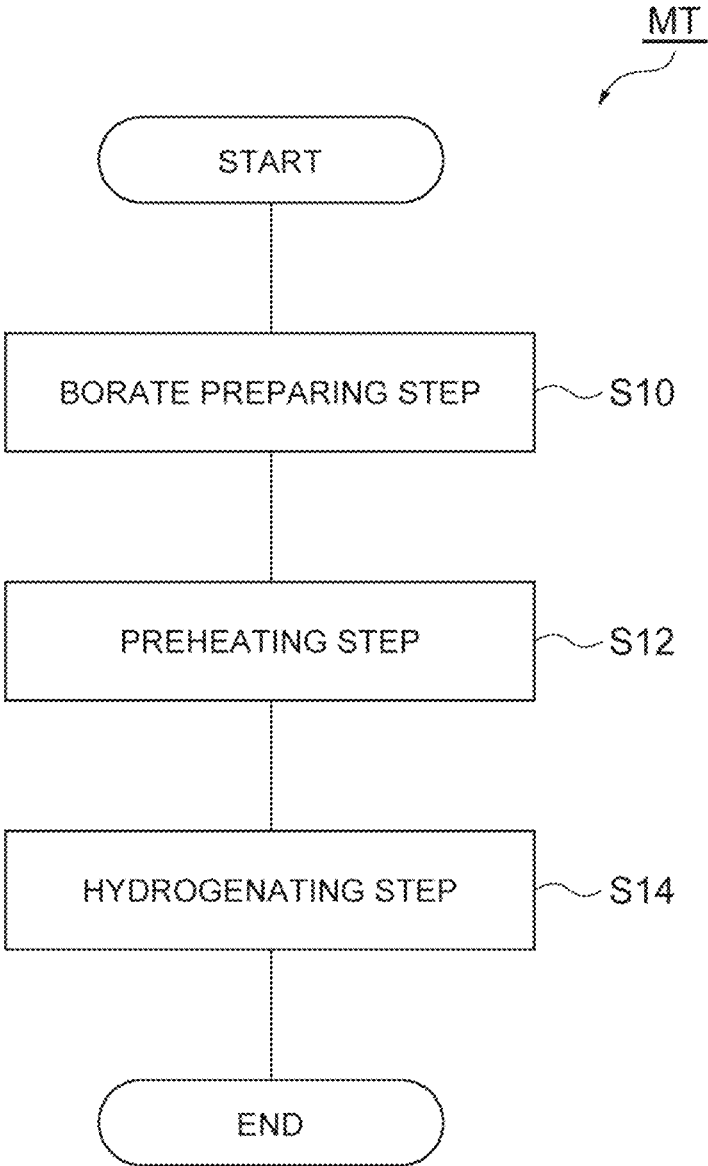 MT
START
BORATE PREPARING STEP
S10
PREHEATING STEP
S12
HYDROGENATING STEP
S14
END